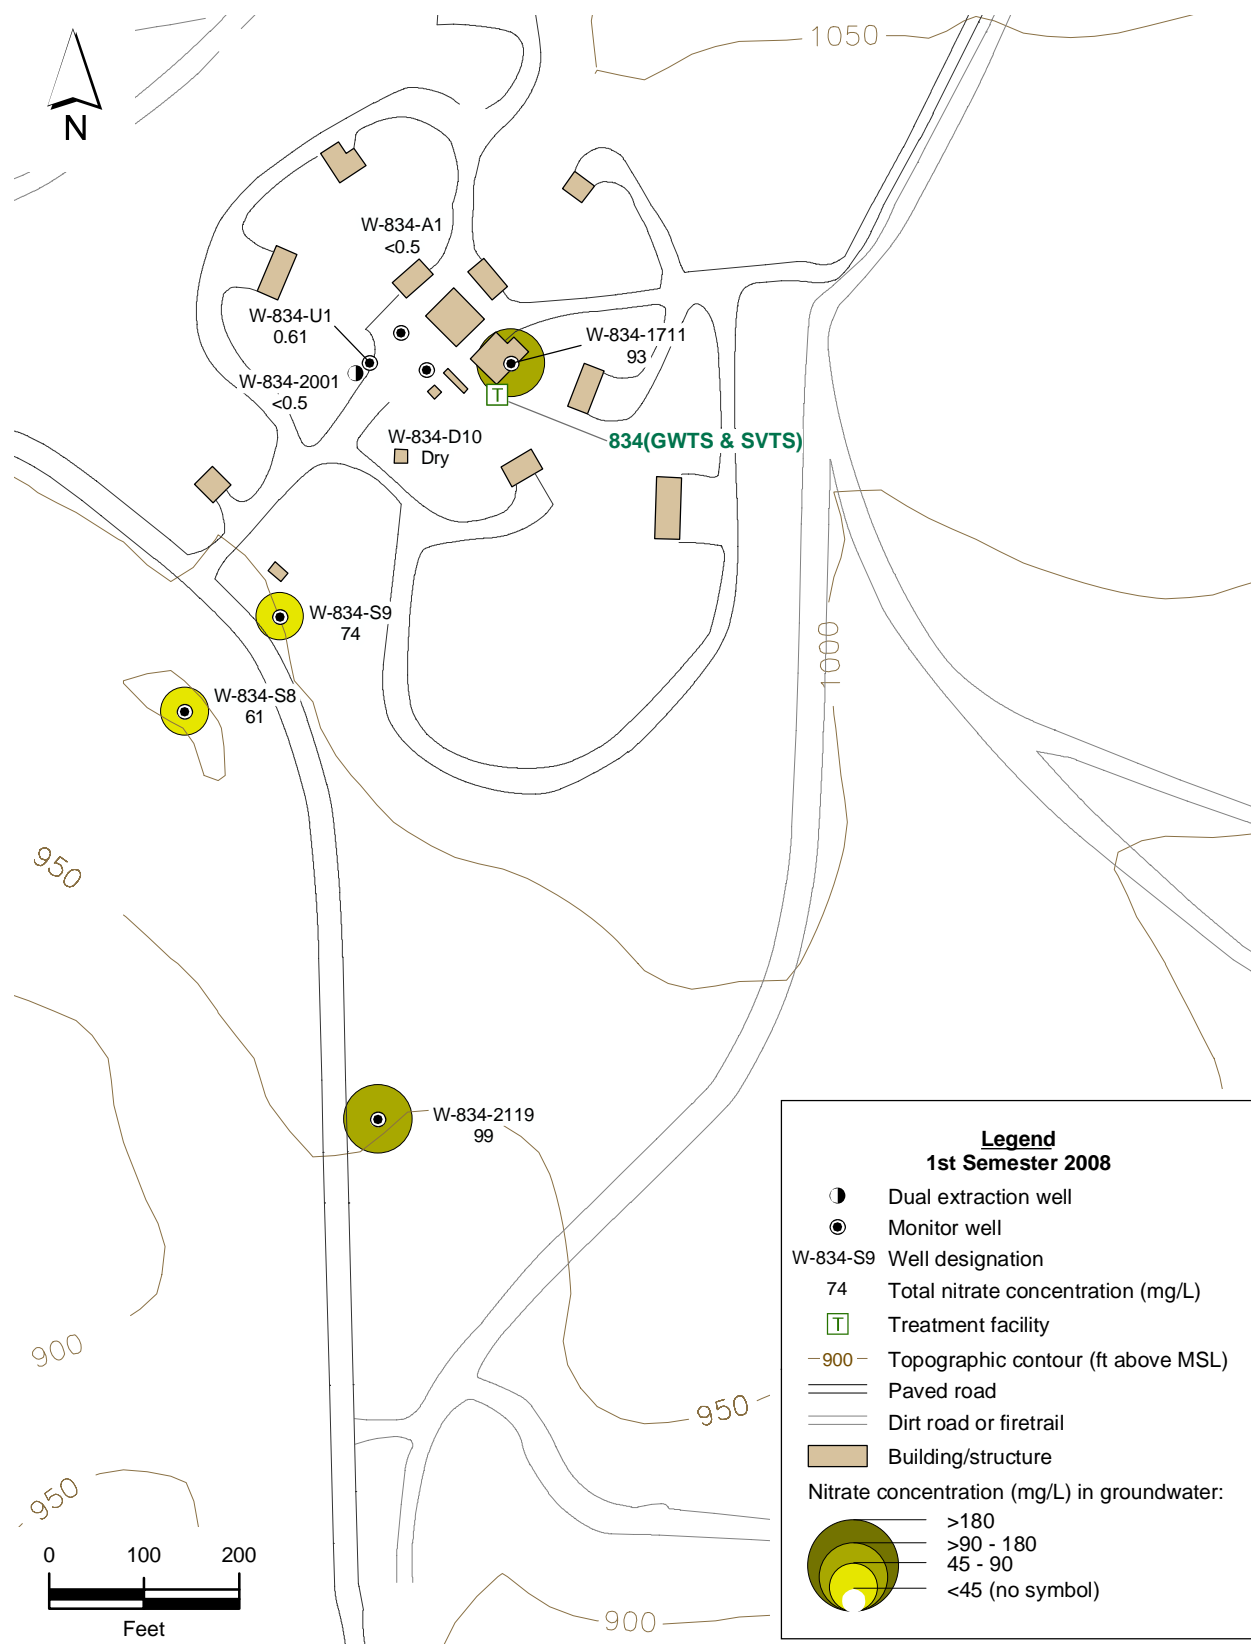 1050
N
W-834-A1
<0.5
W-834-U1
0.61
W-834-1711
93
W-834-2001
<0.5
T
W-834-D10
Dry
834(GWTS & SVTS)
W-834-S9
74
1000
W-834-S8
61
950
W-834-2119
99
900
950
950
900
0 100 200
Feet
Legend
1st Semester 2008
Dual extraction well
Monitor well
W-834-S9 Well designation
74 Total nitrate concentration (mg/L)
T Treatment facility
900 Topographic contour (ft above MSL)
Paved road
Dirt road or firetrail
Building/structure
Nitrate concentration (mg/L) in groundwater:
>180
>90 - 180
45 - 90
<45 (no symbol)